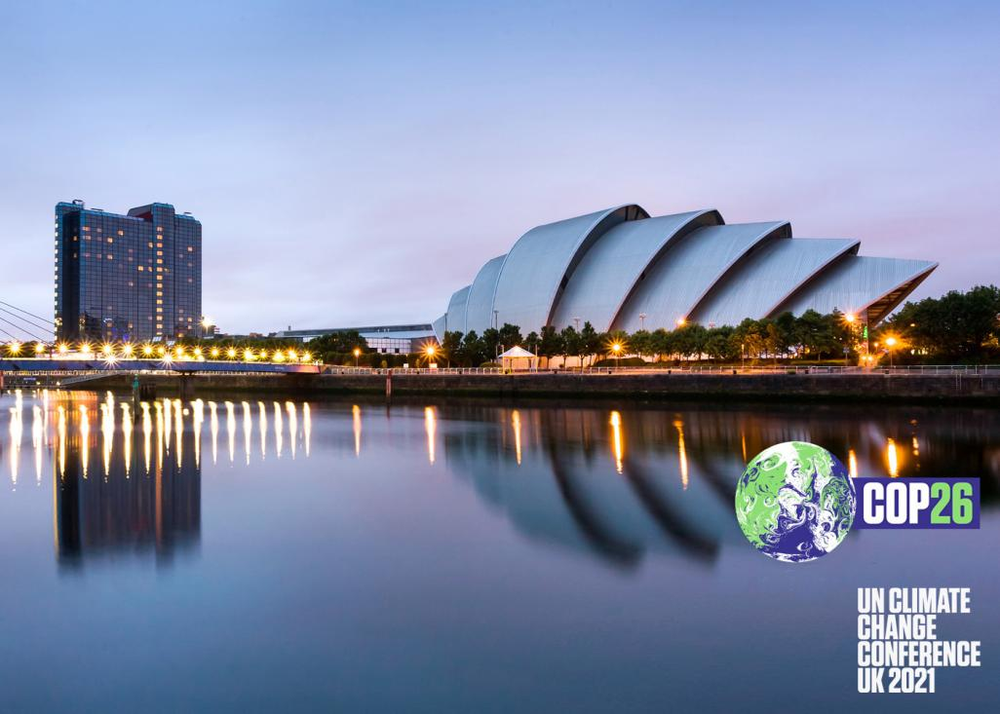 COP26
UN CLIMATE
CHANGE
CONFERENCE
UK 2021